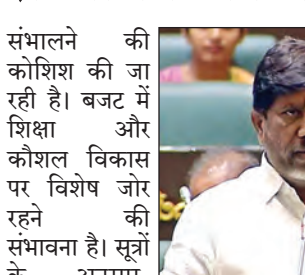 संभालने की
कोशिश की जा
रही है। बजट में
शिक्षा और
कौशल विकास
पर विशेष जोर
रहने की
संभावना है। सूत्रों